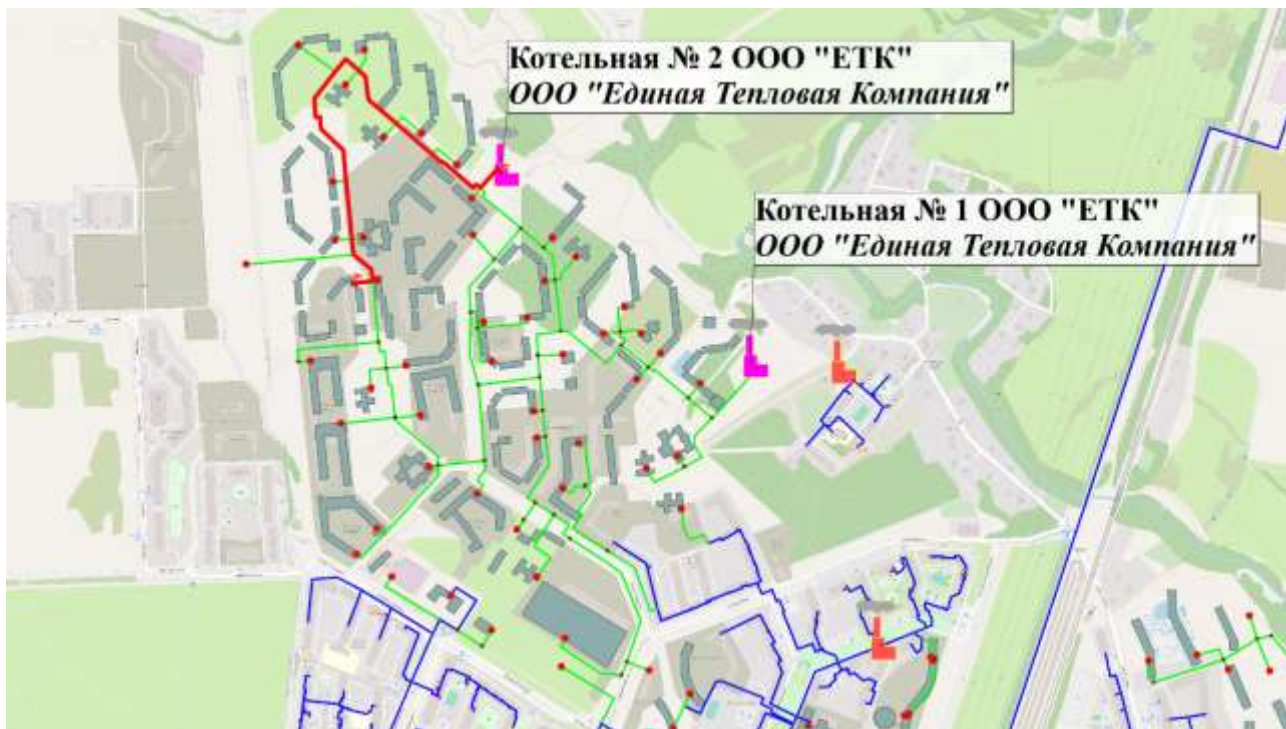 Котельная № 2 ООО "ЕТК"
ООО "Единая Тепловая Компания"
Котельная № 1 ООО "ЕТК"
ООО "Единая Тепловая Компания"